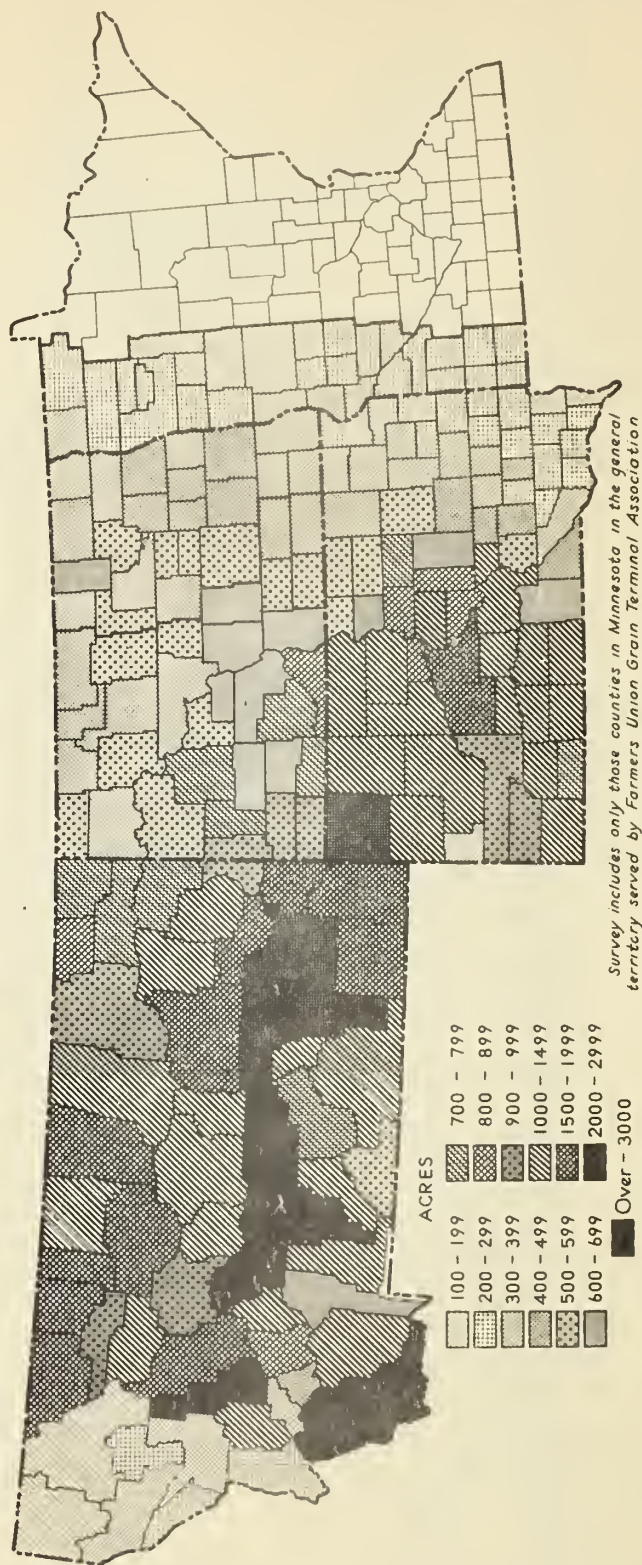 ACRES
100 - 199
200 - 299
300 - 399
400 - 499
500 - 599
600 - 699
700 - 799
800 - 899
900 - 999
1000 - 1499
1500 - 1999
2000 - 2999
Over - 3000
Survey includes only those counties in Minnesota in the general
territory served by Farmers Union Grain Terminal Association